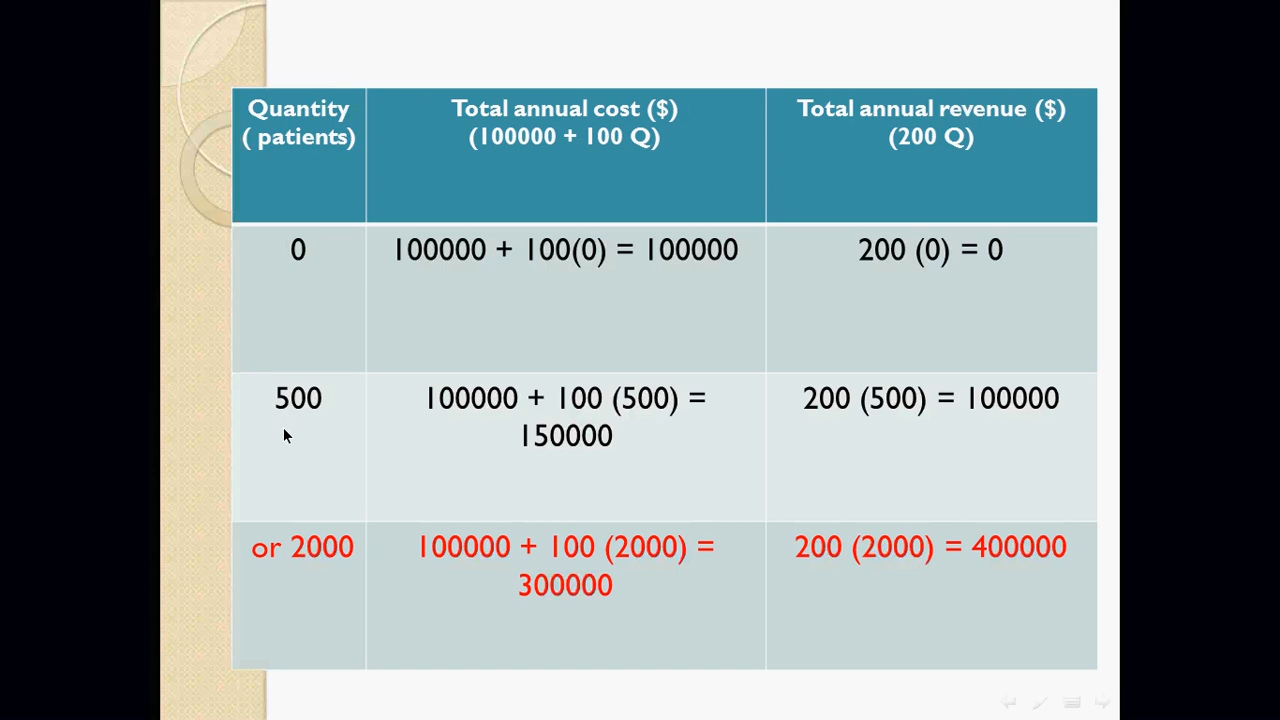 Quantity
( patients)
Total annual cost ($)
(100000 + 100 Q)
Total annual revenue ($)
(200 Q)
0
100000 + 100(0) = 100000
200 (0) = 0
500
100000 + 100 (500) =
150000
200 (500) = 100000
or 2000
100000 + 100 (2000) =
300000
200 (2000) = 400000